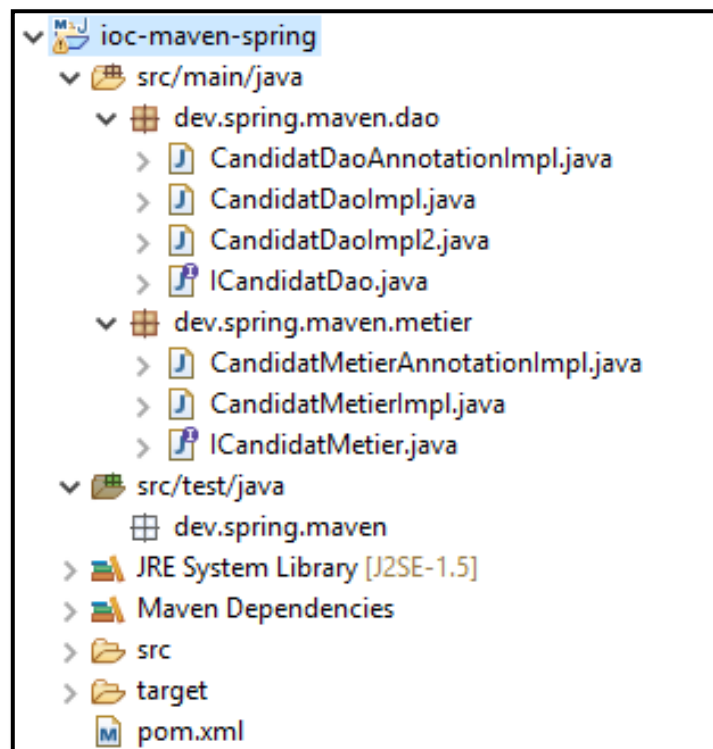 ioc-maven-spring
src/main/java
dev.spring.maven.dao
CandidatDaoAnnotationImpl.java
CandidatDaoImpl.java
CandidatDaoImpl2.java
ICandidatDao.java
dev.spring.maven.metier
CandidatMetierAnnotationImpl.java
CandidatMetierImpl.java
ICandidatMetier.java
src/test/java
dev.spring.maven
JRE System Library [J2SE-1.5]
Maven Dependencies
src
target
pom.xml